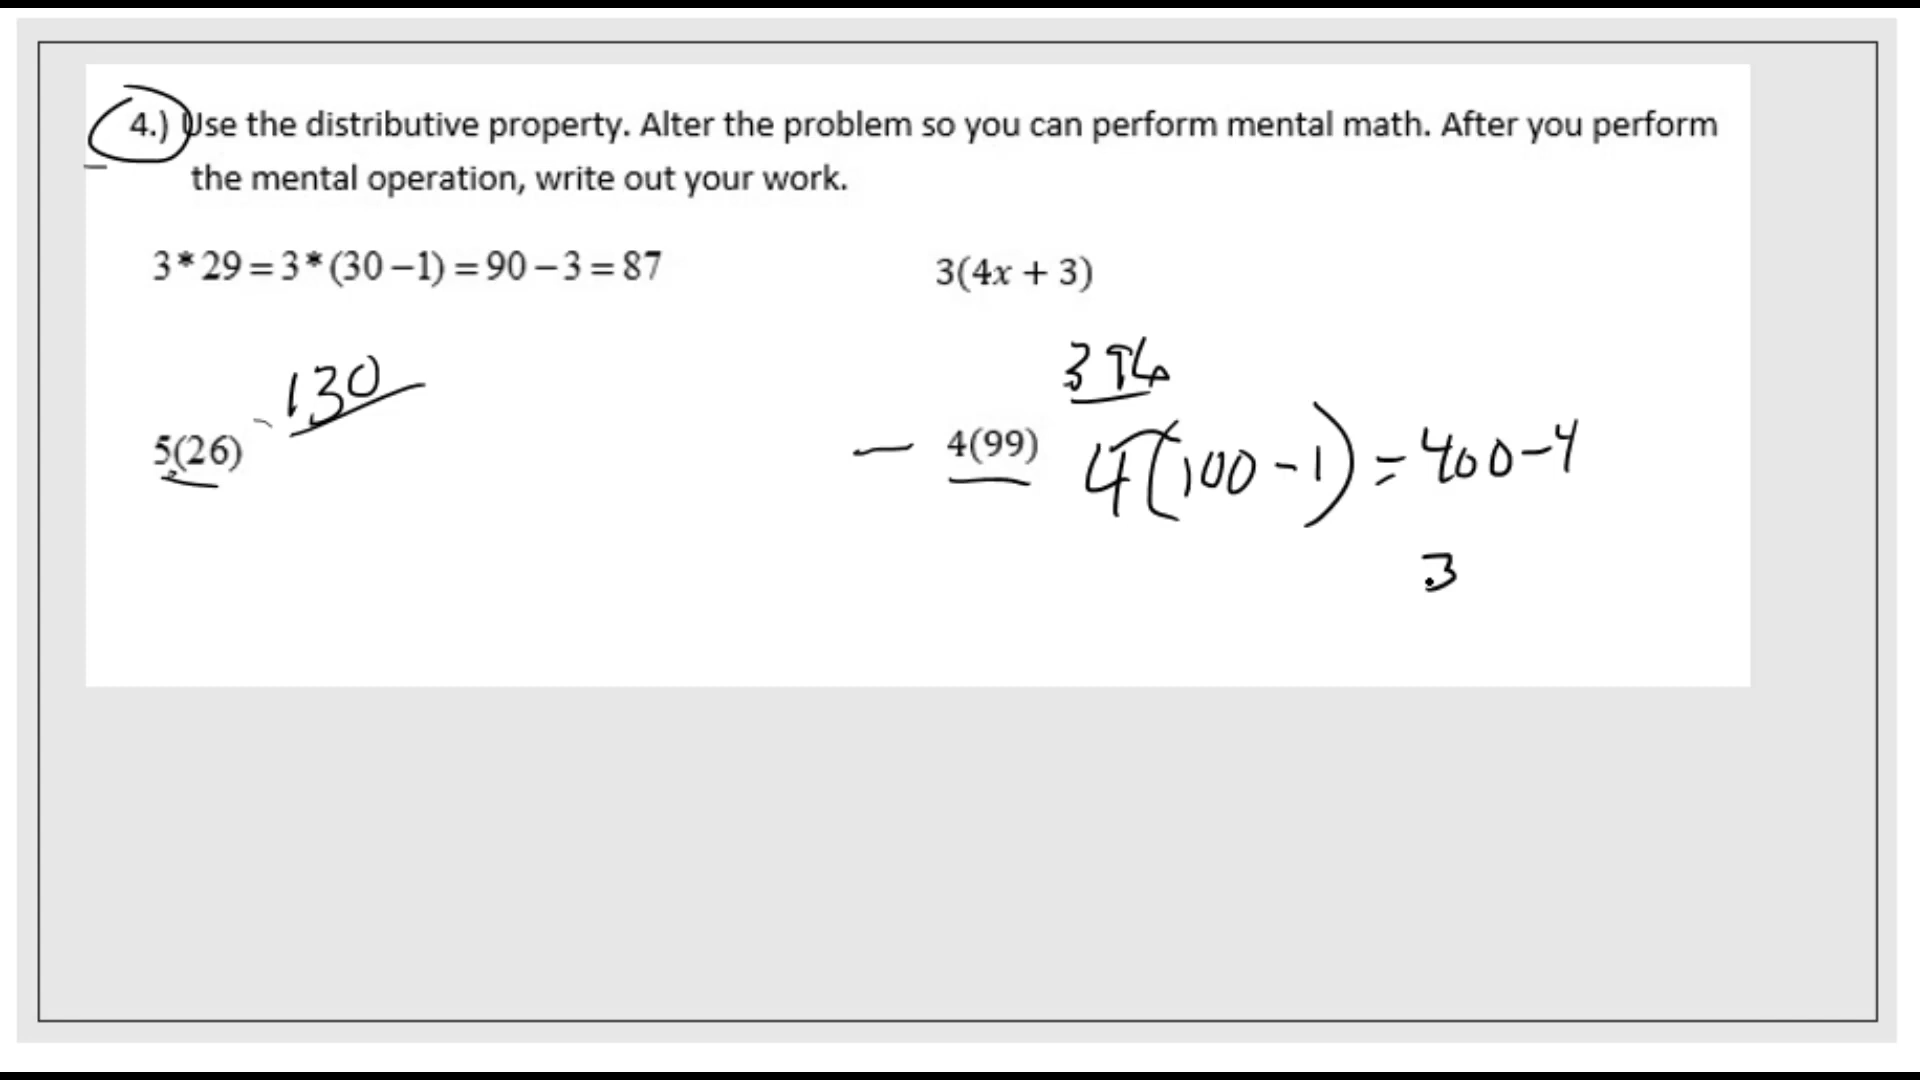 4.) Use the distributive property. Alter the problem so you can perform mental math. After you perform
the mental operation, write out your work.
3*29=3*(30-1)=90-3=87
3(4x + 3)
130
5(26)
396
4(99) 4(100-1)=400-4
3